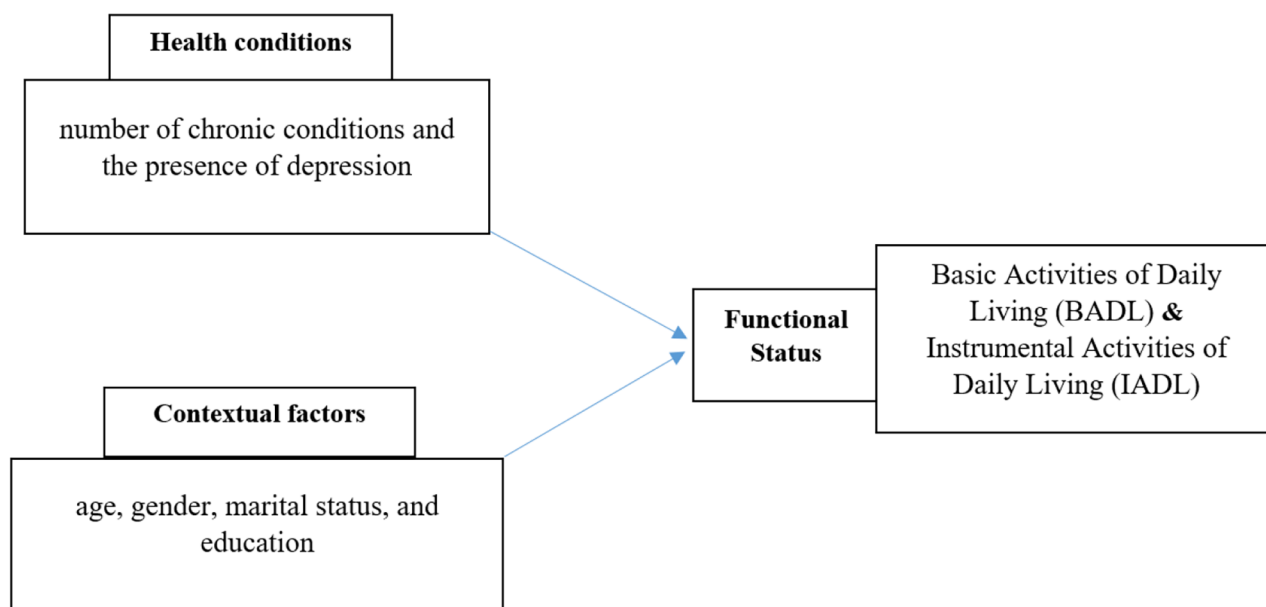 Health conditions
number of chronic conditions and
the presence of depression
Contextual factors
age, gender, marital status, and
education
Functional
Status
Basic Activities of Daily
Living (BADL) &
Instrumental Activities of
Daily Living (IADL)